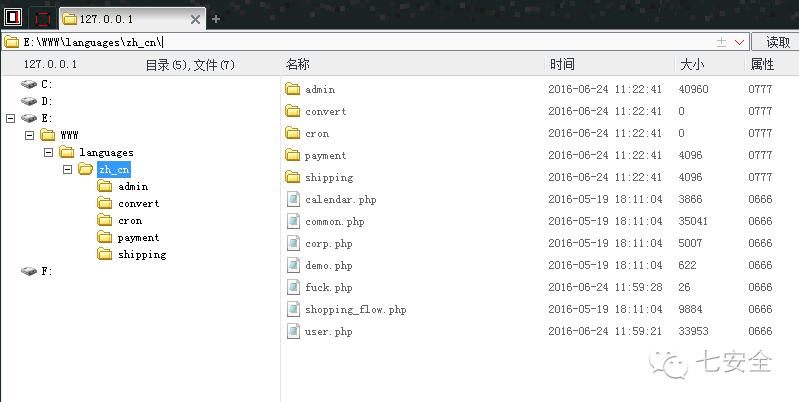 127.0.0.1
E:\WWW\languages\zh_cn\
读取
127.0.0.1 目录(5),文件(7)
名称 时间 大小 属性
C:
D:
E:
WWW
languages
zh_cn
admin
convert
cron
payment
shipping
F:
admin 2016-06-24 11:22:41 40960 0777
convert 2016-06-24 11:22:41 0 0777
cron 2016-06-24 11:22:41 0 0777
payment 2016-06-24 11:22:41 4096 0777
shipping 2016-06-24 11:22:41 4096 0777
calendar.php 2016-05-19 18:11:04 3866 0666
common.php 2016-05-19 18:11:04 35041 0666
corp.php 2016-05-19 18:11:04 5007 0666
demo.php 2016-05-19 18:11:04 622 0666
fuck.php 2016-06-24 11:59:28 26 0666
shopping_flow.php 2016-05-19 18:11:04 9884 0666
user.php 2016-06-24 11:59:21 33953 0666
七安全